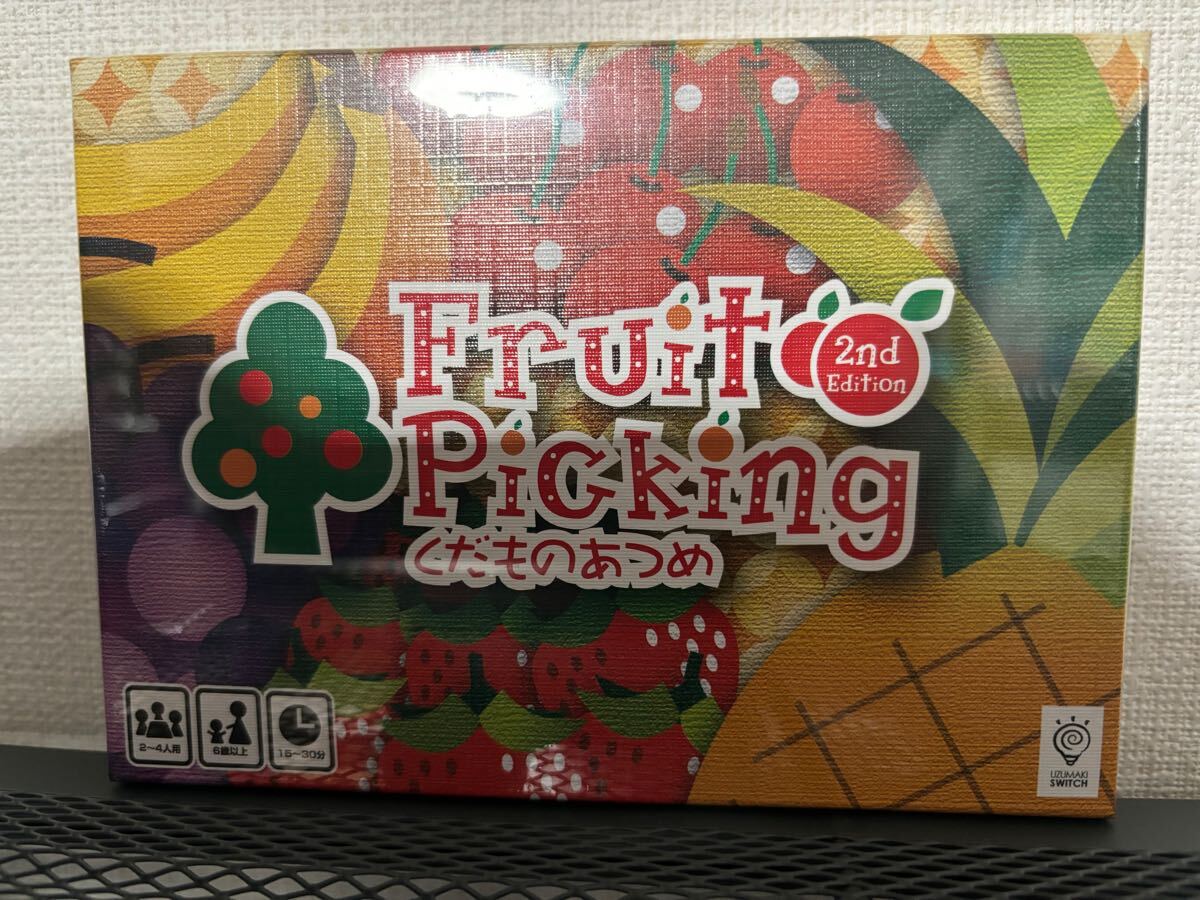 Fruit
2nd
Edition
Picking
くだものあつめ
2〜4人用
6歳以上
15〜30分
UZUMAKI
SWITCH